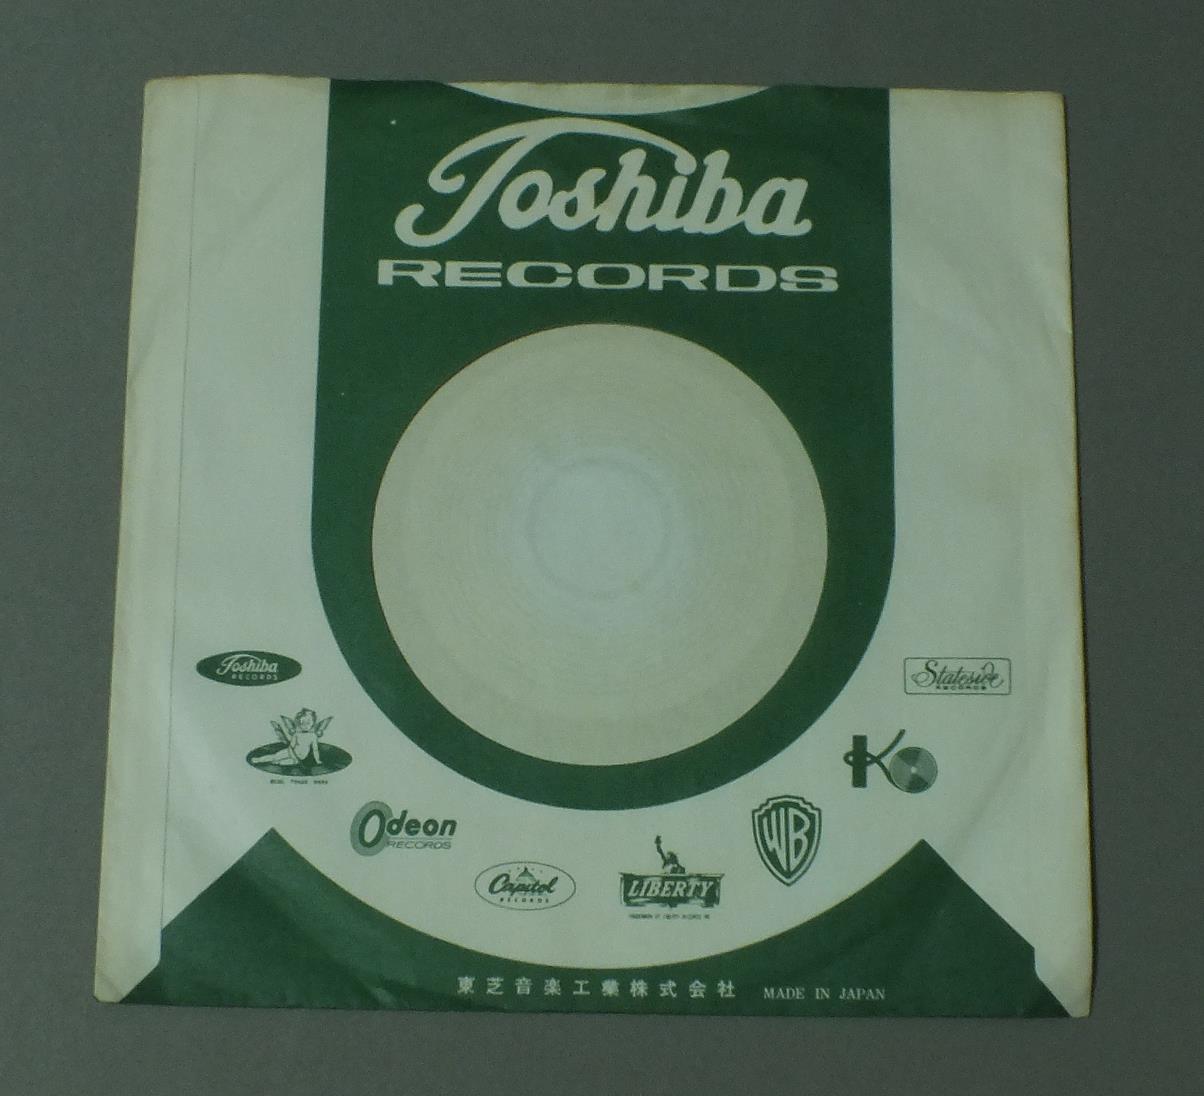 Toshiba
RECORDS
Toshiba
RECORDS
Stateside
RECORDS
K
Odeon
RECORDS
WB
Capitol
RECORDS
LIBERTY
東芝音楽工業株式会社 MADE IN JAPAN